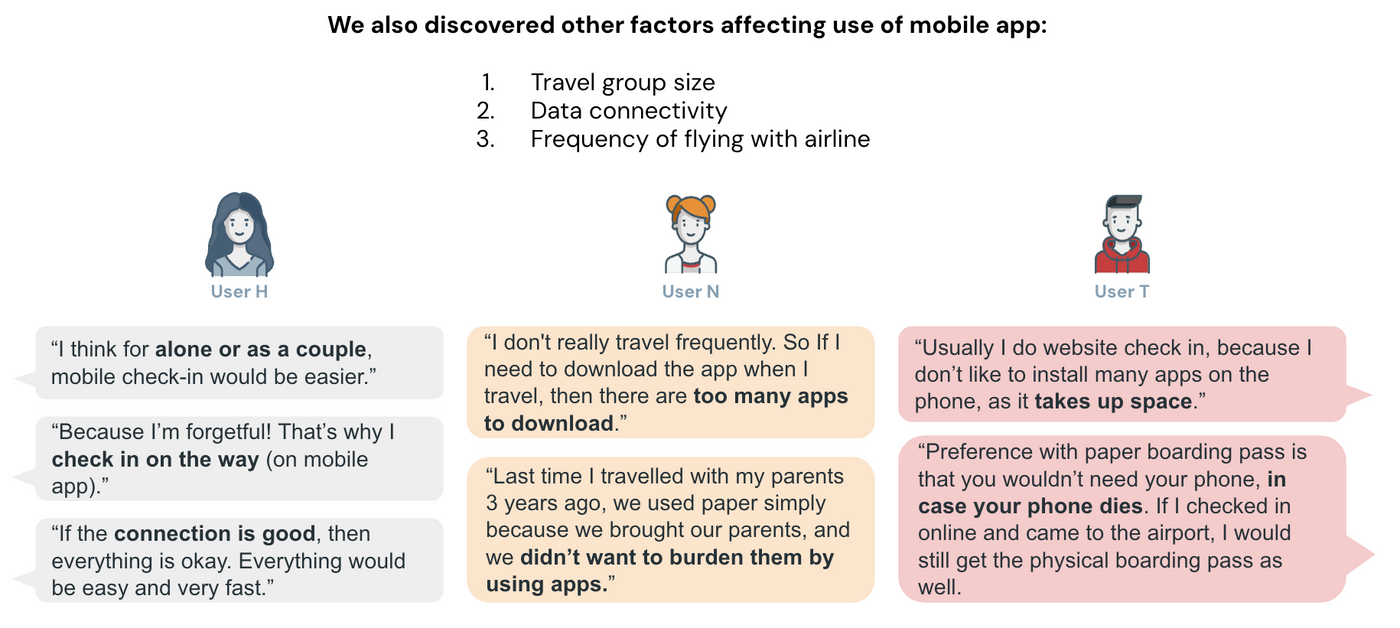 We also discovered other factors affecting use of mobile app:
1. Travel group size
2. Data connectivity
3. Frequency of flying with airline
User H
“I think for alone or as a couple,
mobile check-in would be easier.”
“Because I’m forgetful! That’s why I
check in on the way (on mobile
app).”
“If the connection is good, then
everything is okay. Everything would
be easy and very fast.”
User N
“I don't really travel frequently. So If I
need to download the app when I
travel, then there are too many apps
to download.”
“Last time I travelled with my parents
3 years ago, we used paper simply
because we brought our parents, and
we didn’t want to burden them by
using apps.”
User T
“Usually I do website check in, because I
don’t like to install many apps on the
phone, as it takes up space.”
“Preference with paper boarding pass is
that you wouldn’t need your phone, in
case your phone dies. If I checked in
online and came to the airport, I would
still get the physical boarding pass as
well.